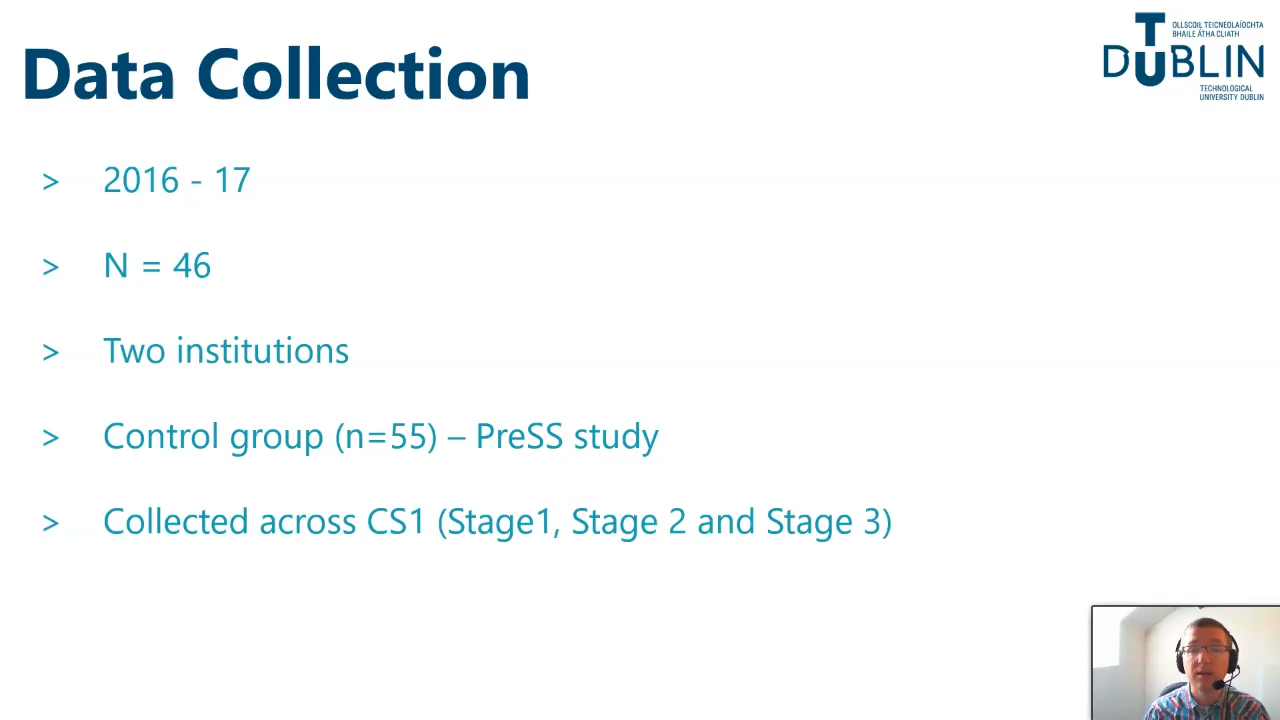 Data Collection
OLLSCOIL TEICNEOLAÍOCHTA
BHAILE ÁTHA CLIATH
T
DUBLIN
TECHNOLOGICAL
UNIVERSITY DUBLIN
> 2016 - 17
> N = 46
> Two institutions
> Control group (n=55) – PreSS study
> Collected across CS1 (Stage1, Stage 2 and Stage 3)